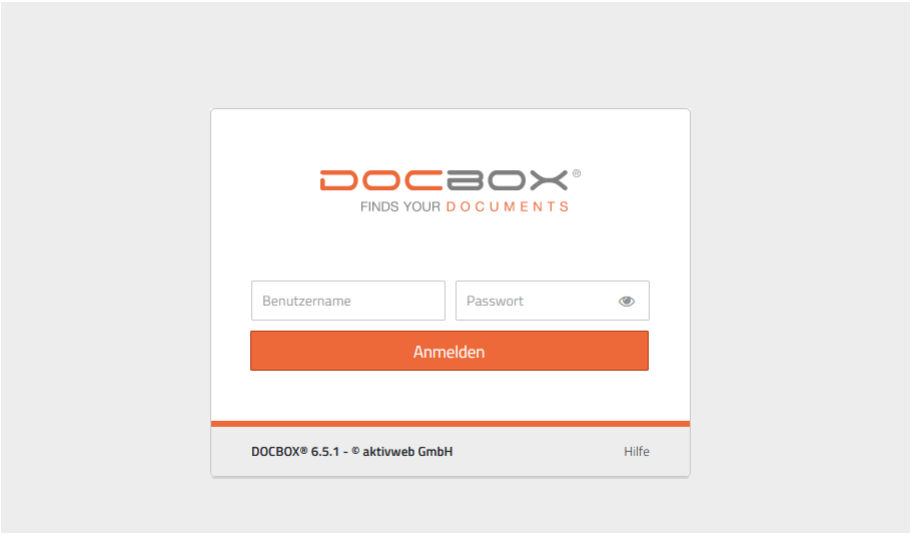 DOCBOX®
FINDS YOUR DOCUMENTS
Benutzername
Passwort
Anmelden
DOCBOX® 6.5.1 - © aktivweb GmbH
Hilfe